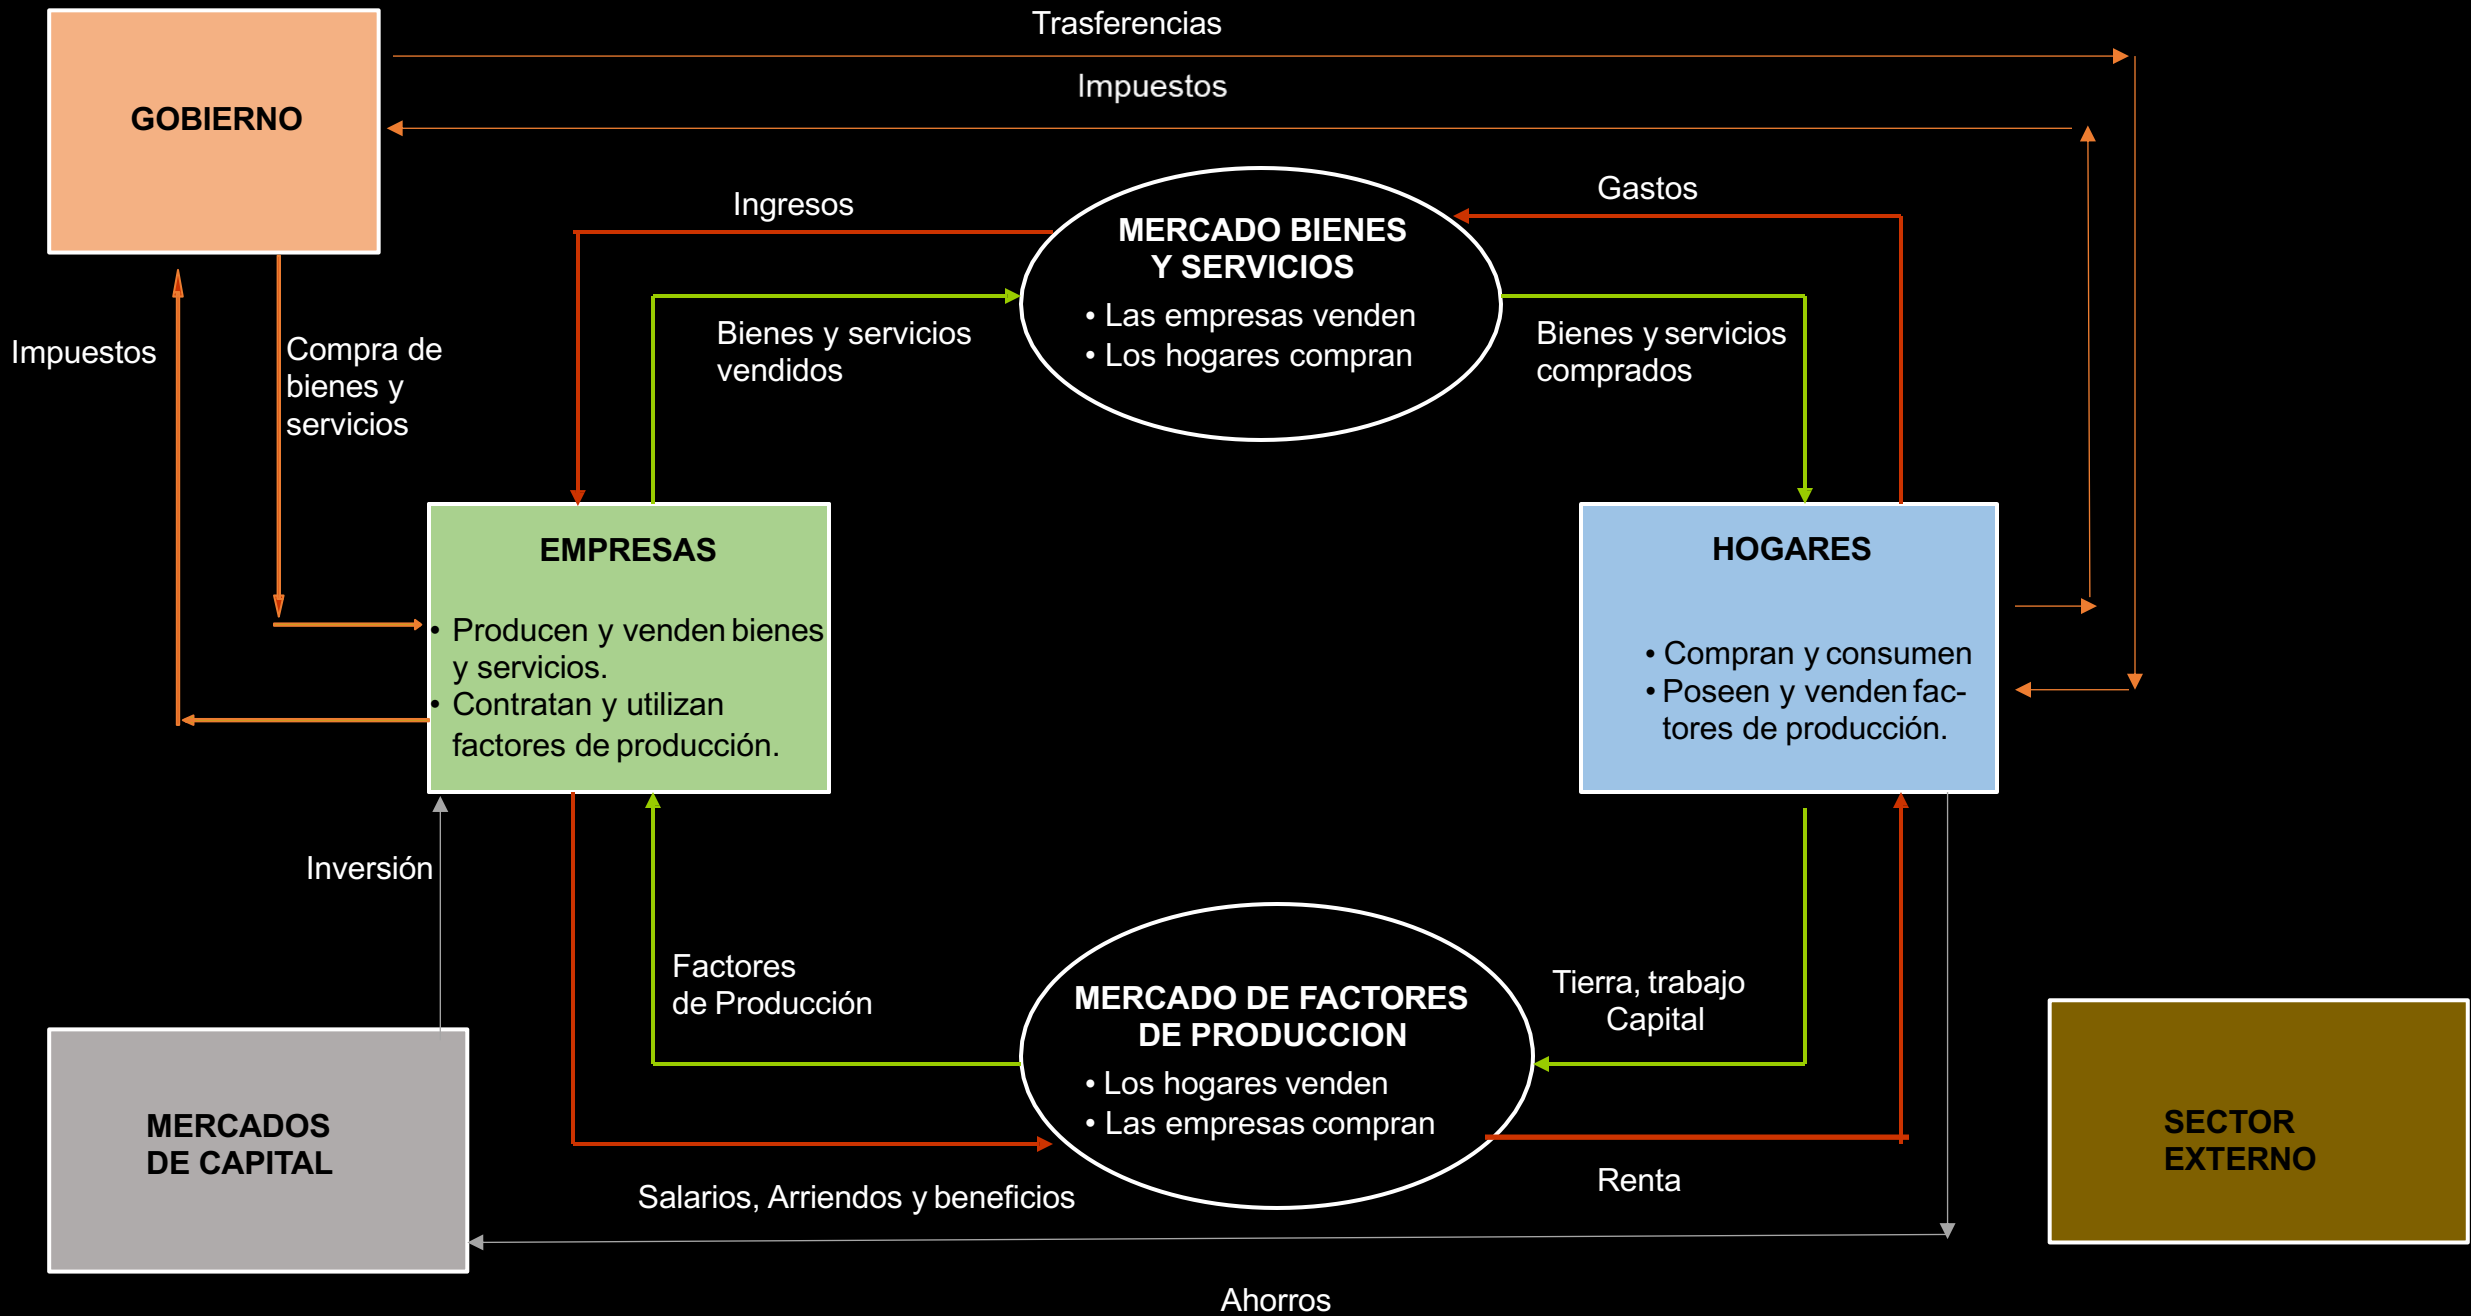 Trasferencias
Impuestos
GOBIERNO
Ingresos
Gastos
MERCADO BIENES
Y SERVICIOS
• Las empresas venden
• Los hogares compran
Bienes y servicios
vendidos
Bienes y servicios
comprados
Impuestos
Compra de
bienes y
servicios
EMPRESAS
• Producen y venden bienes
y servicios.
• Contratan y utilizan
factores de producción.
HOGARES
• Compran y consumen
• Poseen y venden fac-
tores de producción.
Inversión
Factores
de Producción
MERCADO DE FACTORES
DE PRODUCCION
• Los hogares venden
• Las empresas compran
Tierra, trabajo
Capital
MERCADOS
DE CAPITAL
SECTOR
EXTERNO
Salarios, Arriendos y beneficios
Renta
Ahorros